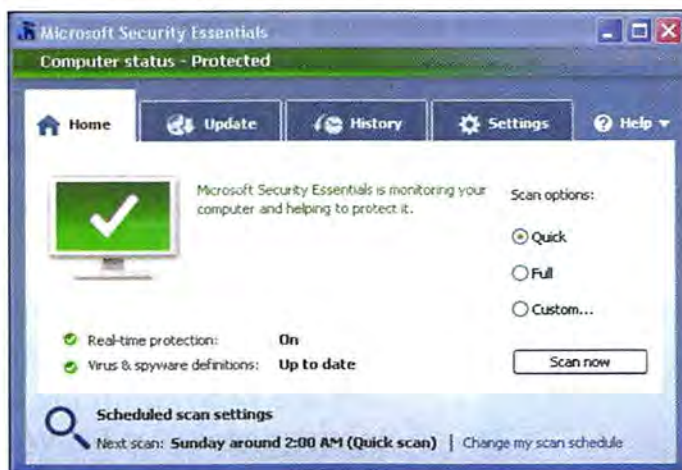 Microsoft Security Essentials
Computer status - Protected
Home
Update
History
Settings
Help
Microsoft Security Essentials is monitoring your
computer and helping to protect it.
Scan options:
Quick
Full
Custom...
Real-time protection: On
Virus & spyware definitions: Up to date
Scan now
Scheduled scan settings
Next scan: Sunday around 2:00 AM (Quick scan) | Change my scan schedule